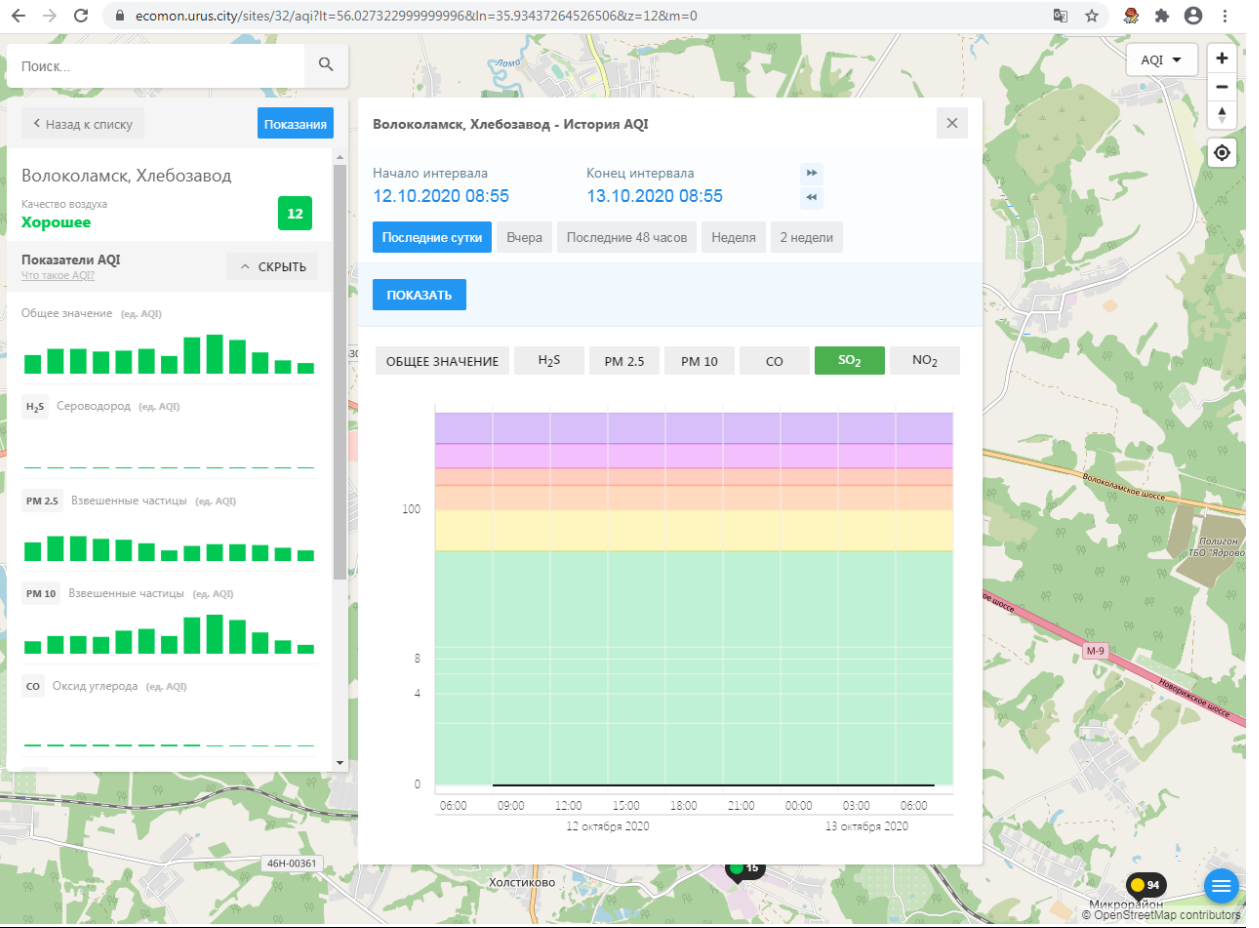 ecomon.urus.city/sites/32/aqi?lt=56.027322999999996&ln=35.93437264526506&z=12&m=0
Поиск...
Лама
AQI
Назад к списку
Показания
Волоколамск, Хлебозавод
Качество воздуха
Хорошее
12
Показатели AQI
Что такое AQI?
СКРЫТЬ
Общее значение (ед. AQI)
H₂S Сероводород (ед. AQI)
PM 2.5 Взвешенные частицы (ед. AQI)
PM 10 Взвешенные частицы (ед. AQI)
CO Оксид углерода (ед. AQI)
Волоколамск, Хлебозавод - История AQI
Начало интервала
12.10.2020 08:55
Конец интервала
13.10.2020 08:55
Последние сутки
Вчера
Последние 48 часов
Неделя
2 недели
ПОКАЗАТЬ
ОБЩЕЕ ЗНАЧЕНИЕ
H₂S
PM 2.5
PM 10
CO
SO₂
NO₂
100
8
4
0
06:00 09:00 12:00 15:00 18:00 21:00 00:00 03:00 06:00
12 октября 2020
13 октября 2020
Волоколамское шоссе
Полигон
ТБО "Ядрово
ое шоссе
М-9
Новорижское шоссе
46Н-00361
Холстиково
15
94
Микрорайон
© OpenStreetMap contributors